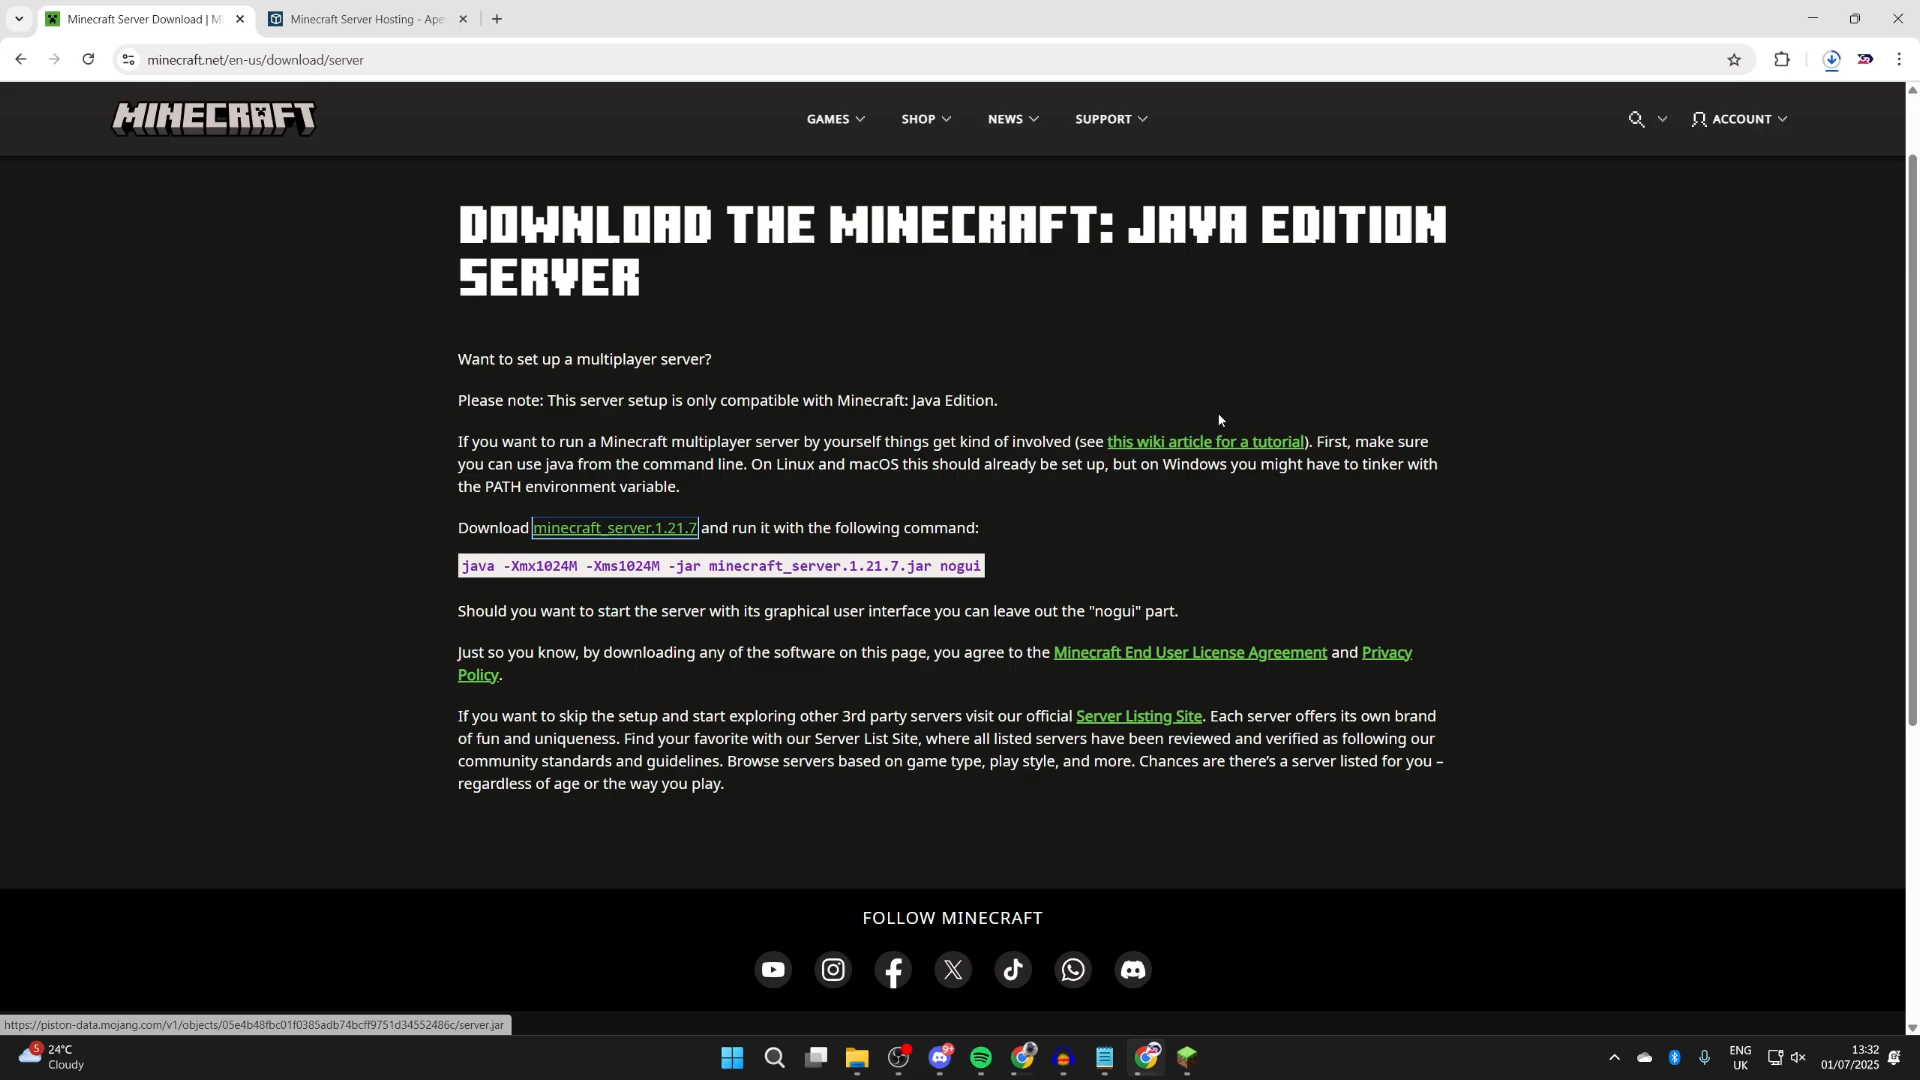 Minecraft Server Download | M
Minecraft Server Hosting - Ape
minecraft.net/en-us/download/server
MINECRAFT
GAMES
SHOP
NEWS
SUPPORT
ACCOUNT
DOWNLOAD THE MINECRAFT: JAVA EDITION
SERVER
Want to set up a multiplayer server?
Please note: This server setup is only compatible with Minecraft: Java Edition.
If you want to run a Minecraft multiplayer server by yourself things get kind of involved (see this wiki article for a tutorial). First, make sure
you can use java from the command line. On Linux and macOS this should already be set up, but on Windows you might have to tinker with
the PATH environment variable.
Download minecraft_server.1.21.7 and run it with the following command:
java -Xmx1024M -Xms1024M -jar minecraft_server.1.21.7.jar nogui
Should you want to start the server with its graphical user interface you can leave out the "nogui" part.
Just so you know, by downloading any of the software on this page, you agree to the Minecraft End User License Agreement and Privacy
Policy.
If you want to skip the setup and start exploring other 3rd party servers visit our official Server Listing Site. Each server offers its own brand
of fun and uniqueness. Find your favorite with our Server List Site, where all listed servers have been reviewed and verified as following our
community standards and guidelines. Browse servers based on game type, play style, and more. Chances are there's a server listed for you –
regardless of age or the way you play.
FOLLOW MINECRAFT
https://piston-data.mojang.com/v1/objects/05e4b48fbc01f0385adb74bcff9751d34552486c/server.jar
5
24°C
Cloudy
9+
ENG
UK
13:32
01/07/2025